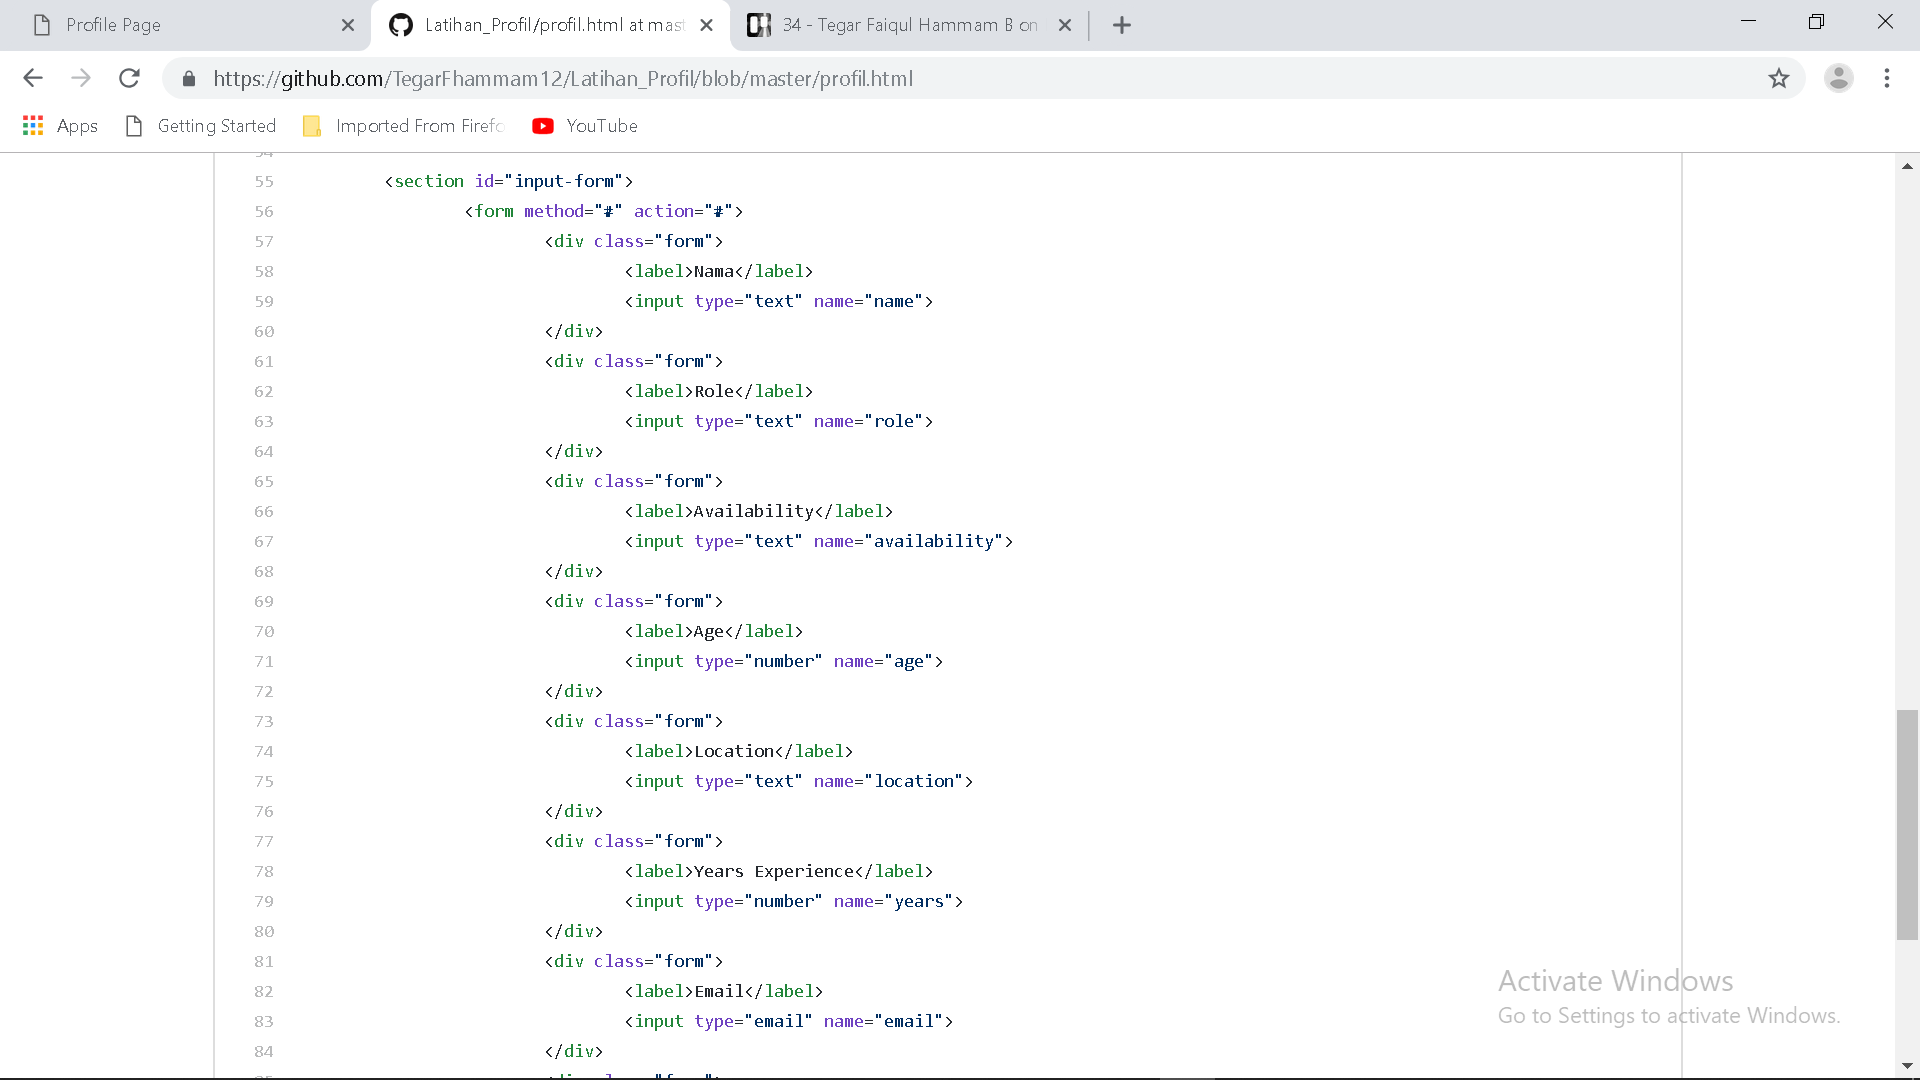 Profile Page
Latihan_Profil/profil.html at mas
34 - Tegar Faiqul Hammam B on
https://github.com/TegarFhammam12/Latihan_Profil/blob/master/profil.html
Apps
Getting Started
Imported From Firefo
YouTube
55 <section id="input-form">
56 <form method="#" action="#">
57 <div class="form">
58 <label>Nama</label>
59 <input type="text" name="name">
60 </div>
61 <div class="form">
62 <label>Role</label>
63 <input type="text" name="role">
64 </div>
65 <div class="form">
66 <label>Availability</label>
67 <input type="text" name="availability">
68 </div>
69 <div class="form">
70 <label>Age</label>
71 <input type="number" name="age">
72 </div>
73 <div class="form">
74 <label>Location</label>
75 <input type="text" name="location">
76 </div>
77 <div class="form">
78 <label>Years Experience</label>
79 <input type="number" name="years">
80 </div>
81 <div class="form">
82 <label>Email</label>
83 <input type="email" name="email">
84 </div>
Activate Windows
Go to Settings to activate Windows.